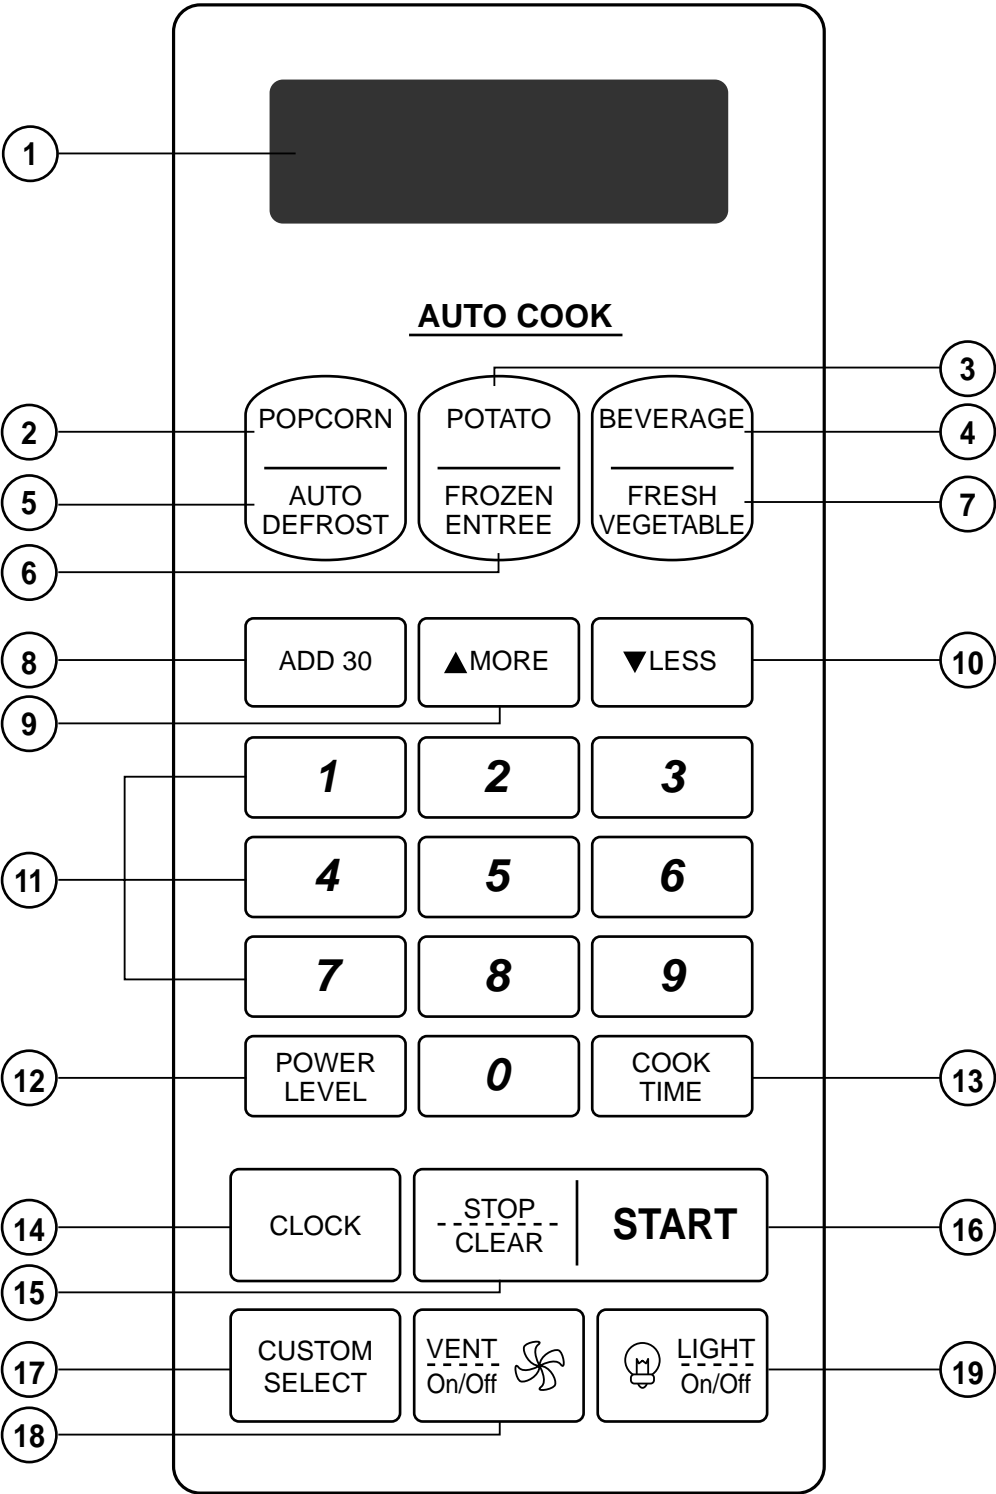 1
AUTO COOK
3
2
POPCORN
POTATO
BEVERAGE
4
5
AUTO
DEFROST
FROZEN
ENTREE
FRESH
VEGETABLE
7
6
8
ADD 30
▲MORE
▼LESS
10
9
1
2
3
11
4
5
6
7
8
9
12
POWER
LEVEL
0
COOK
TIME
13
14
CLOCK
STOP
CLEAR
START
16
15
17
CUSTOM
SELECT
VENT
On/Off
LIGHT
On/Off
19
18